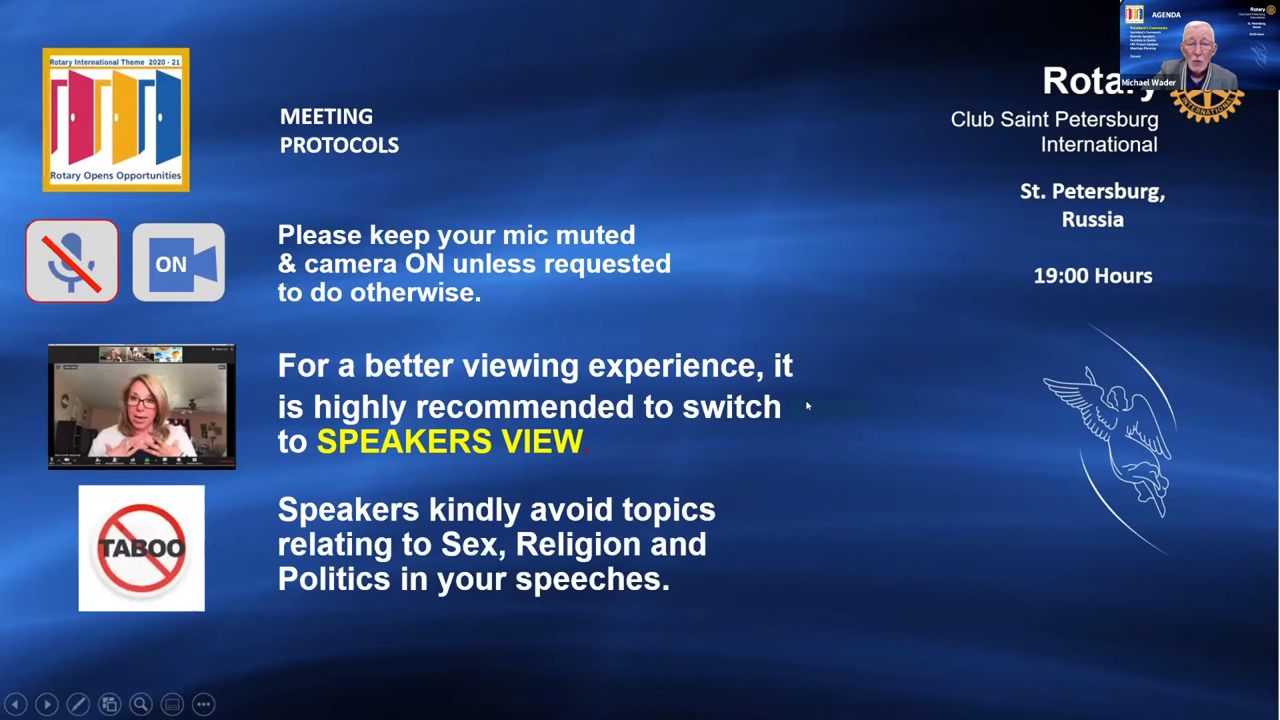 Rotary International Theme 2020 - 21
Rotary Opens Opportunities
MEETING
PROTOCOLS
AGENDA
Michael Wader
Rotary
Club Saint Petersburg
International
St. Petersburg,
Russia
19:00 Hours
ON
Please keep your mic muted
& camera ON unless requested
to do otherwise.
For a better viewing experience, it
is highly recommended to switch
to SPEAKERS VIEW
TABOO
Speakers kindly avoid topics
relating to Sex, Religion and
Politics in your speeches.